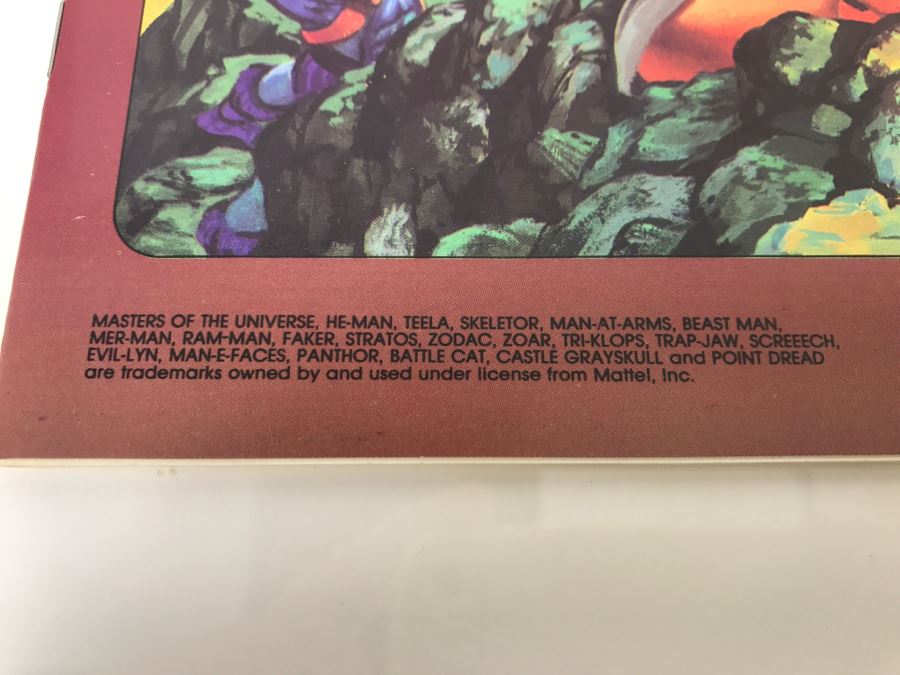 MASTERS OF THE UNIVERSE, HE-MAN, TEELA, SKELETOR, MAN-AT-ARMS, BEAST MAN,
MER-MAN, RAM-MAN, FAKER, STRATOS, ZODAC, ZOAR, TRI-KLOPS, TRAP-JAW, SCREEECH,
EVIL-LYN, MAN-E-FACES, PANTHOR, BATTLE CAT, CASTLE GRAYSKULL and POINT DREAD
are trademarks owned by and used under license from Mattel, Inc.